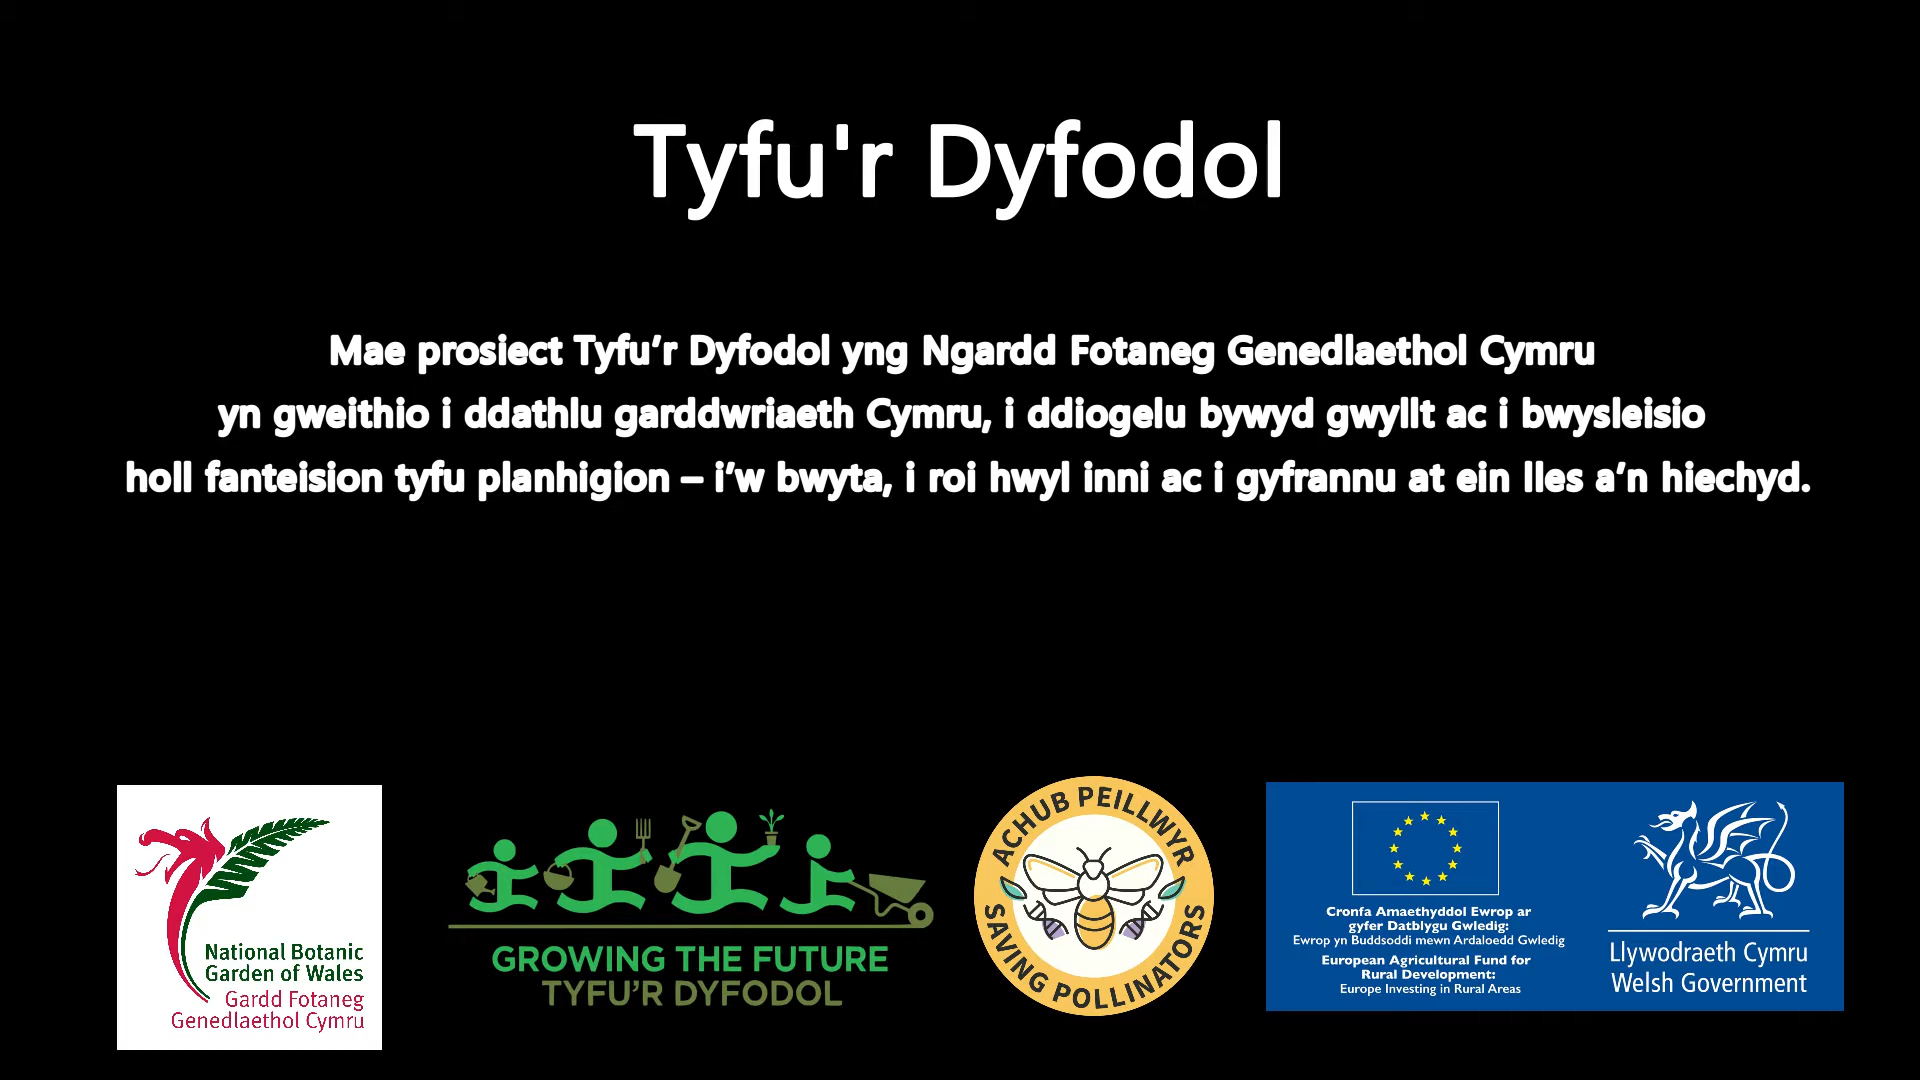 Tyfu'r Dyfodol
Mae prosiect Tyfu’r Dyfodol yng Ngardd Fotaneg Genedlaethol Cymru
yn gweithio i ddathlu garddwriaeth Cymru, i ddiogelu bywyd gwyllt ac i bwysleisio
holl fanteision tyfu planhigion – i’w bwyta, i roi hwyl inni ac i gyfrannu at ein lles a’n hiechyd.
National Botanic
Garden of Wales
Gardd Fotaneg
Genedlaethol Cymru
GROWING THE FUTURE
TYFU’R DYFODOL
ACHUB PEILLWYR
SAVING POLLINATORS
Cronfa Amaethyddol Ewrop ar
gyfer Datblygu Gwledig:
Ewrop yn Buddsoddi mewn Ardaloedd Gwledig
European Agricultural Fund for
Rural Development:
Europe Investing in Rural Areas
Llywodraeth Cymru
Welsh Government